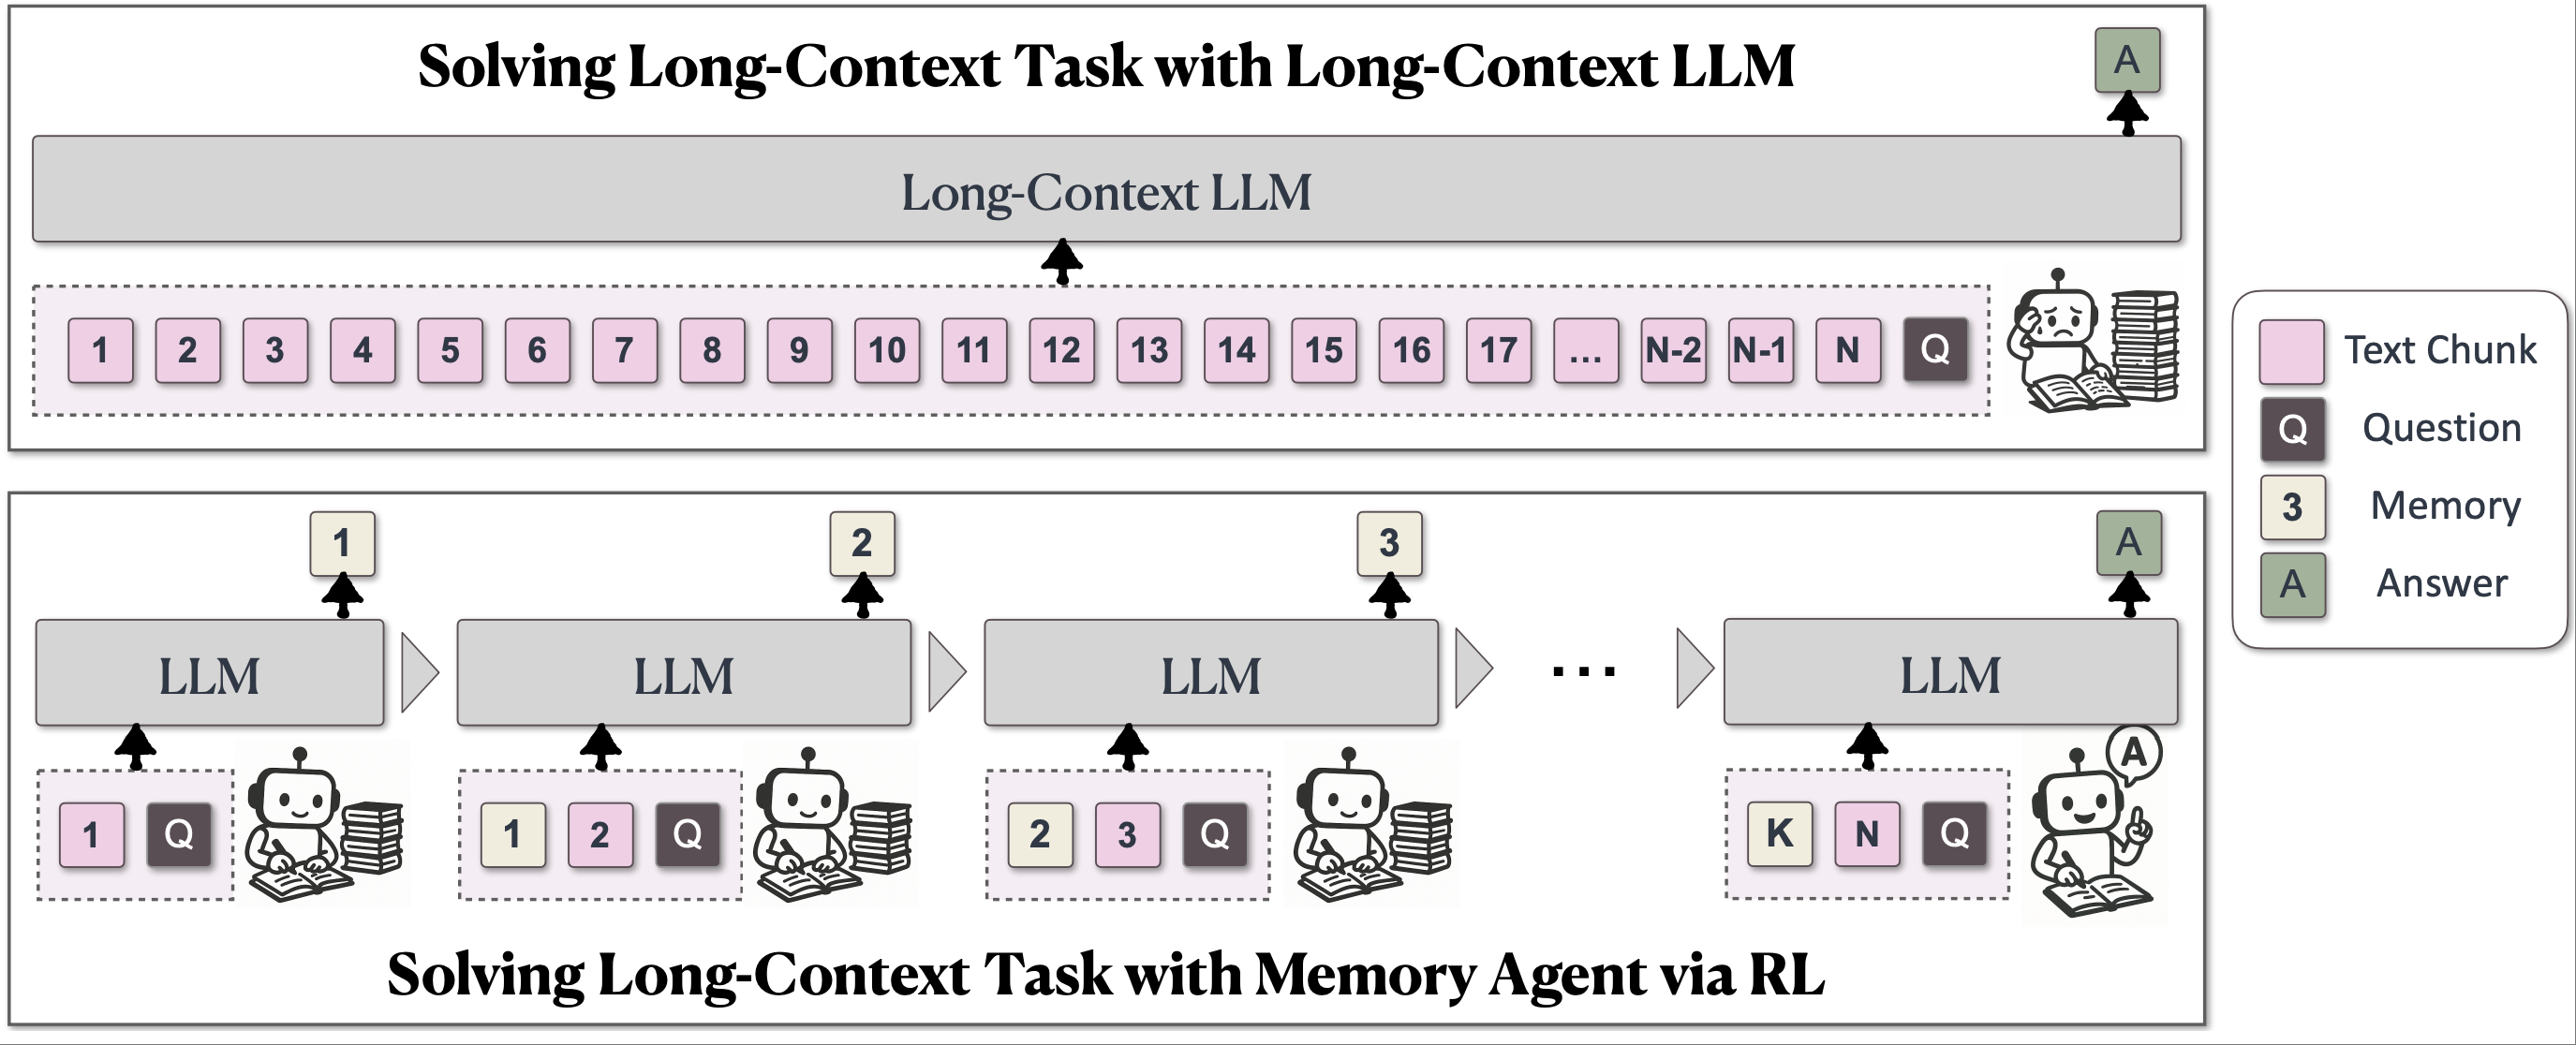 Solving Long-Context Task with Long-Context LLM
A
Long-Context LLM
1 2 3 4 5 6 7 8 9 10 11 12 13 14 15 16 17 ... N-2 N-1 N Q
Text Chunk
Q Question
3 Memory
A Answer
1 2 3 A
LLM LLM LLM ... LLM
A
1 Q 1 2 Q 2 3 Q K N Q
Solving Long-Context Task with Memory Agent via RL